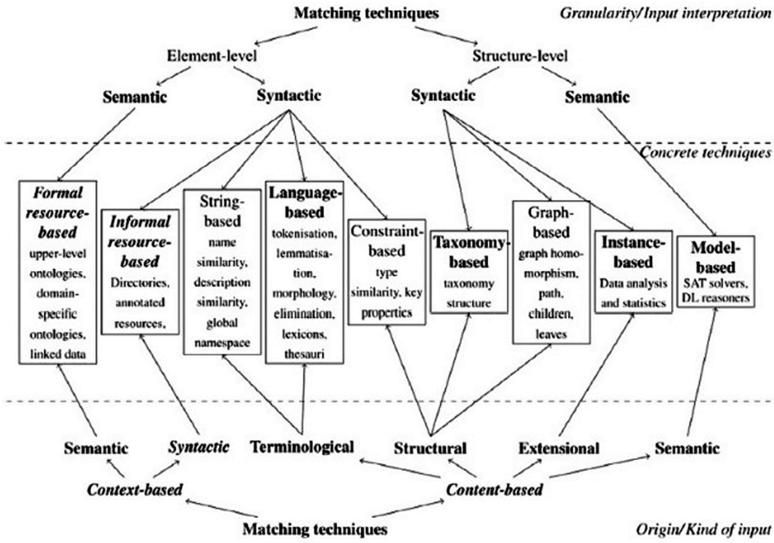 Matching techniques
Granularity/Input interpretation
Element-level
Structure-level
Semantic
Syntactic
Syntactic
Semantic
Concrete techniques
Formal
resource-
based
upper-level
ontologies,
domain-
specific
ontologies,
linked data
Informal
resource-
based
Directories,
annotated
resources,
String-
based
name
similarity,
description
similarity,
global
namespace
Language-
based
tokenisation,
lemmatisa-
tion,
morphology,
elimination,
lexicons,
thesauri
Constraint-
based
type
similarity, key
properties
Taxonomy-
based
taxonomy
structure
Graph-
based
graph homo-
morphism,
path,
children,
leaves
Instance-
based
Data analysis
and statistics
Model-
based
SAT solvers,
DL reasoners
Semantic
Syntactic
Terminological
Structural
Extensional
Semantic
Context-based
Content-based
Matching techniques
Origin/Kind of input